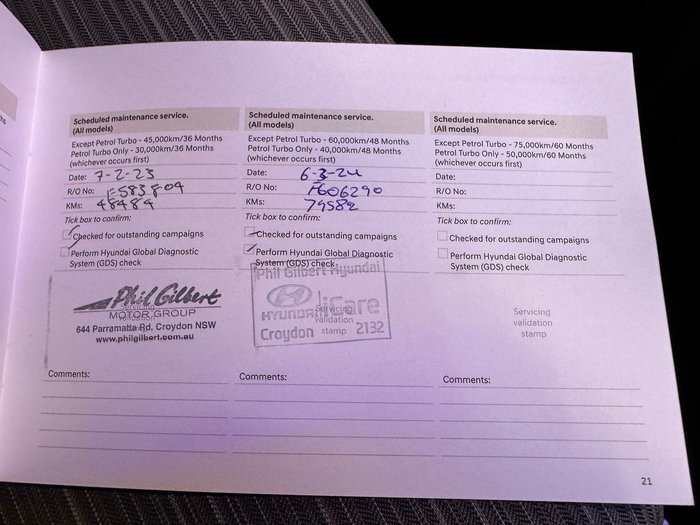 Scheduled maintenance service.
(All models)
Except Petrol Turbo - 45,000km/36 Months
Petrol Turbo Only - 30,000km/36 Months
(whichever occurs first)
Date: 7-2-23
R/O No: F583804
KMs: 48484
Tick box to confirm:
Checked for outstanding campaigns
Perform Hyundai Global Diagnostic
System (GDS) check
Phil Gilbert
MOTOR GROUP
644 Parramatta Rd, Croydon NSW
www.philgilbert.com.au
Comments:
Scheduled maintenance service.
(All models)
Except Petrol Turbo - 60,000km/48 Months
Petrol Turbo Only - 40,000km/48 Months
(whichever occurs first)
Date: 6-3-24
R/O No: F606290
KMs: 74582
Tick box to confirm:
Checked for outstanding campaigns
Perform Hyundai Global Diagnostic
System (GDS) check
Phil Gilbert Hyundai
HYUNDAI iCare
Servicing
validation
Croydon stamp 2132
Comments:
Scheduled maintenance service.
(All models)
Except Petrol Turbo - 75,000km/60 Months
Petrol Turbo Only - 50,000km/60 Months
(whichever occurs first)
Date:
R/O No:
KMs:
Tick box to confirm:
Checked for outstanding campaigns
Perform Hyundai Global Diagnostic
System (GDS) check
Servicing
validation
stamp
Comments:
21